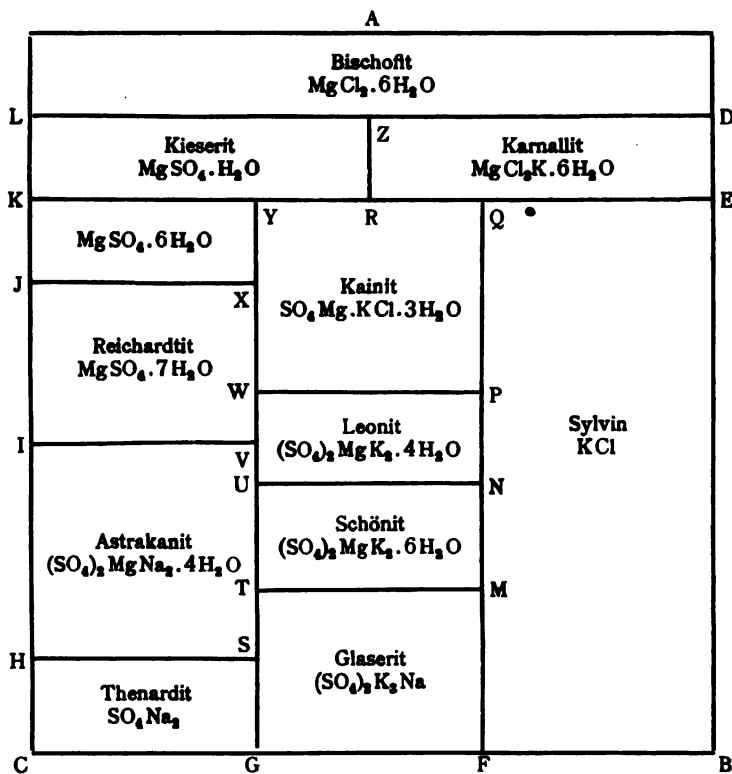 A
Bischofit
MgCl₂.6H₂O
L
D
Z
Kieserit
MgSO₄.H₂O
Karnallit
MgCl₃K.6H₂O
K
Y
R
Q
E
MgSO₄.6H₂O
J
X
Kainit
SO₄Mg.KCl.3H₂O
Reichardtit
MgSO₄.7H₂O
W
P
Leonit
(SO₄)₂MgK₂.4H₂O
Sylvin
KCl
I
V
U
N
Astrakanit
(SO₄)₂MgNa₂.4H₂O
Schönit
(SO₄)₂MgK₂.6H₂O
T
M
S
H
Glaserit
(SO₄)₂K₃Na
Thenardit
SO₄Na₂
C
G
F
B